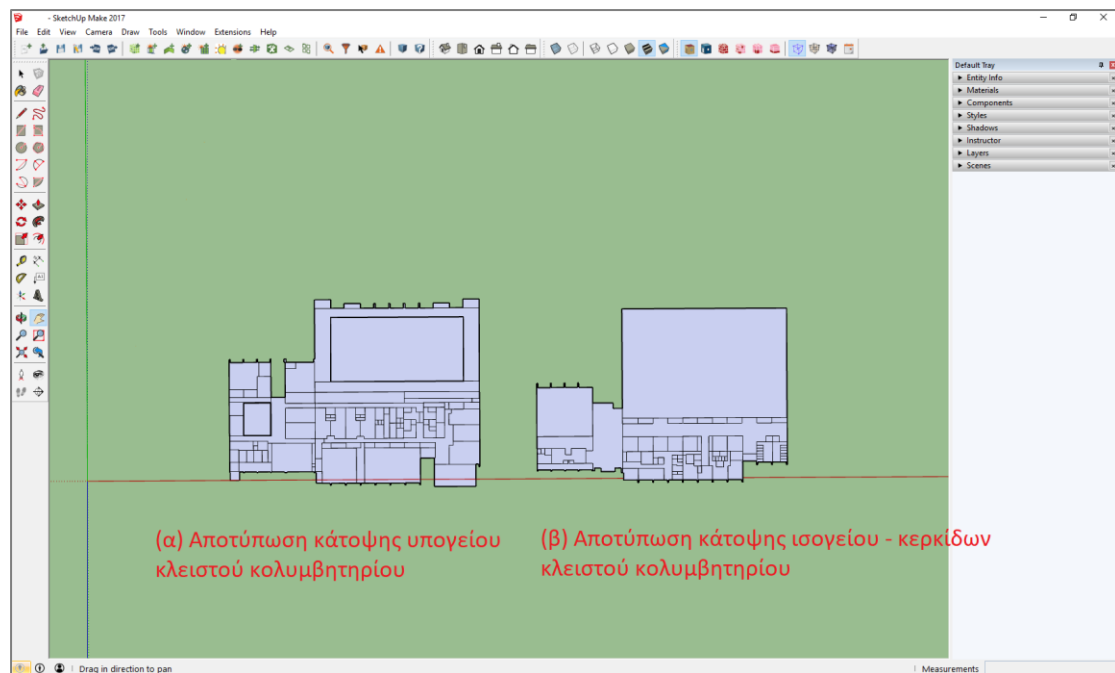 - SketchUp Make 2017
File Edit View Camera Draw Tools Window Extensions Help
Default Tray
Entity Info
Materials
Components
Styles
Shadows
Instructor
Layers
Scenes
(α) Αποτύπωση κάτοψης υπογείου
κλειστού κολυμβητηρίου
(β) Αποτύπωση κάτοψης ισογείου - κερκίδων
κλειστού κολυμβητηρίου
Drag in direction to pan
Measurements